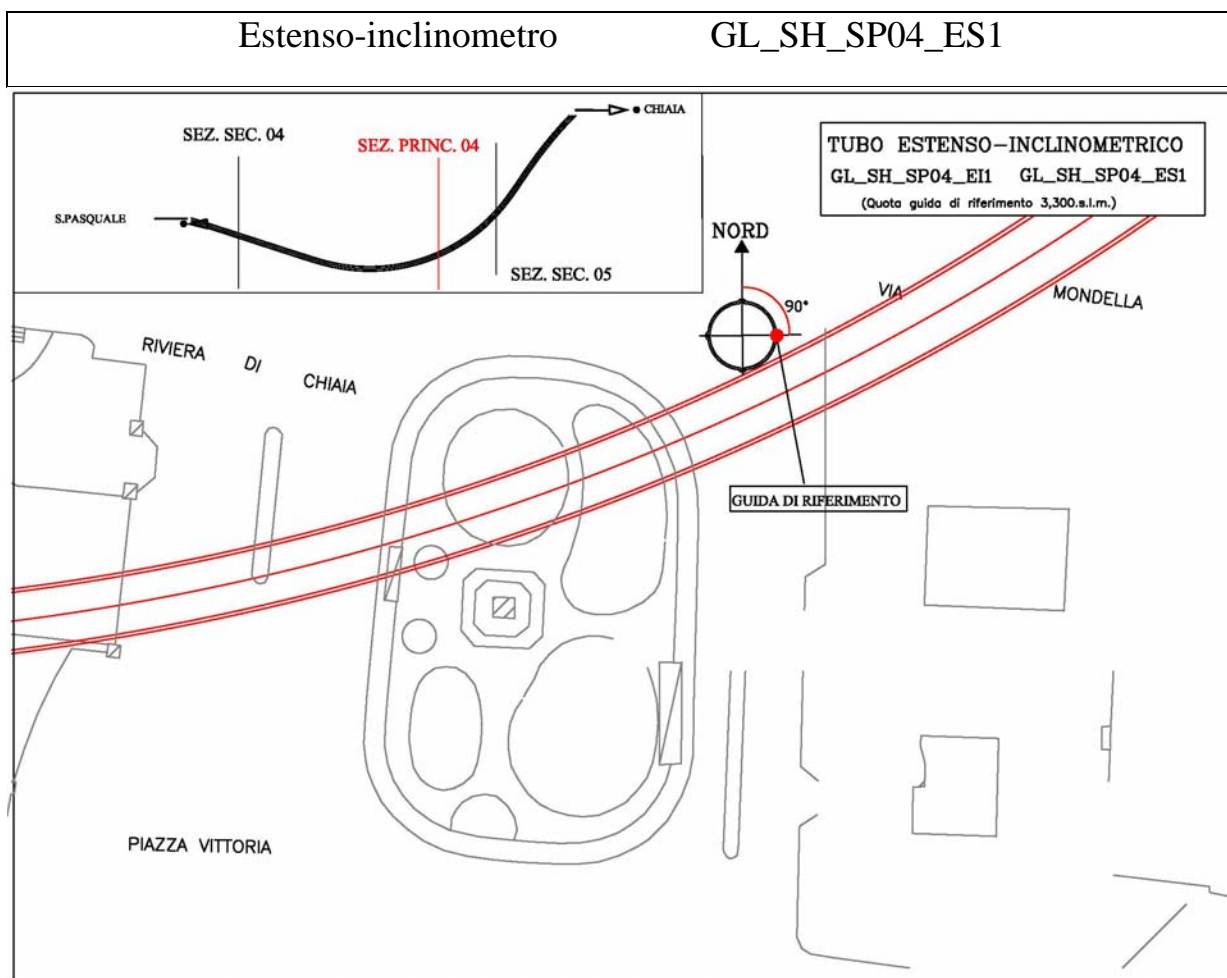 Estenso-inclinometro GL_SH_SP04_ES1
CHIAIA
SEZ. SEC. 04
SEZ. PRINC. 04
S.PASQUALE
SEZ. SEC. 05
TUBO ESTENSO-INCLINOMETRICO
GL_SH_SP04_EI1 GL_SH_SP04_ES1
(Quota guida di riferimento 3,300.s.l.m.)
NORD
90°
VIA MONDELLA
RIVIERA DI CHIAIA
GUIDA DI RIFERIMENTO
PIAZZA VITTORIA